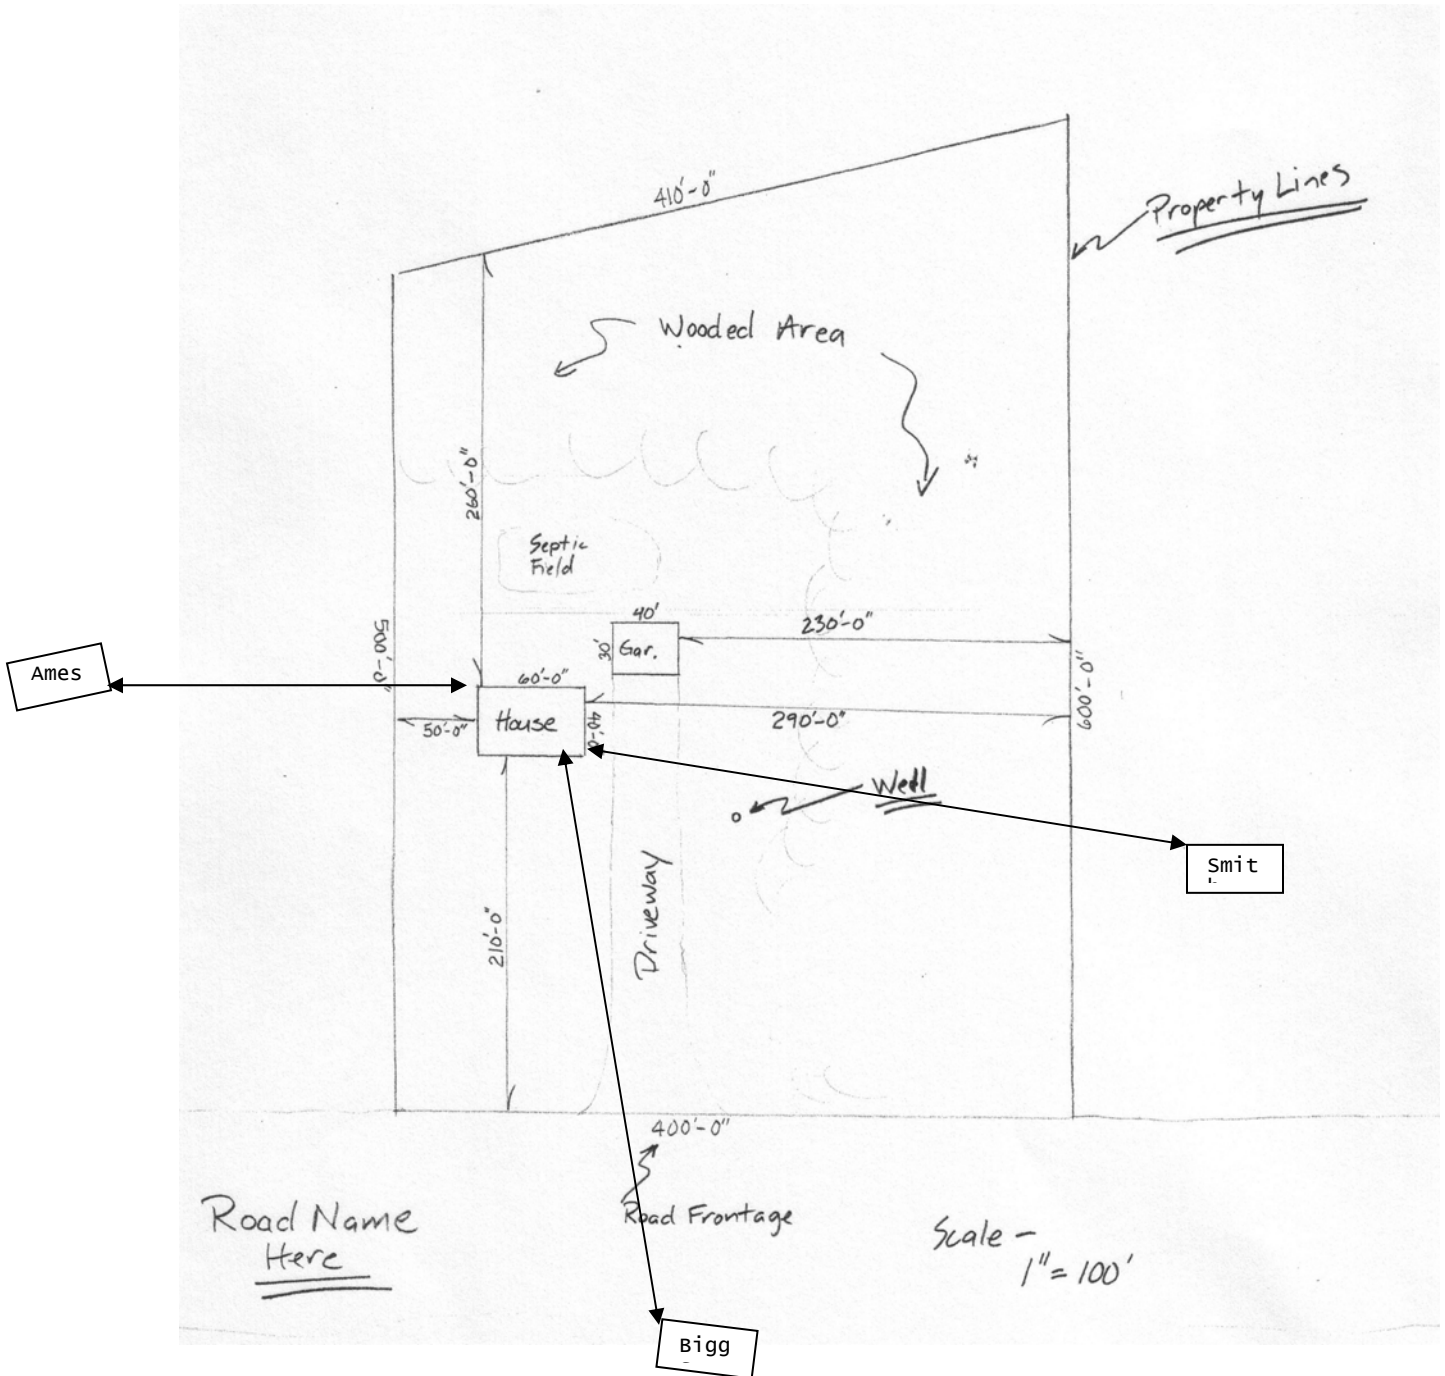 410'-0"
Property Lines
Wooded Area
260'-0"
Septic
Field
40'
30'
Gar.
230'-0"
500'-0"
600'-0"
Ames
60'-0"
House
40'-0"
50'-0"
290'-0"
Well
Smit
210'-0"
Driveway
400'-0"
Road Frontage
Road Name
Here
Scale -
1" = 100'
Bigg